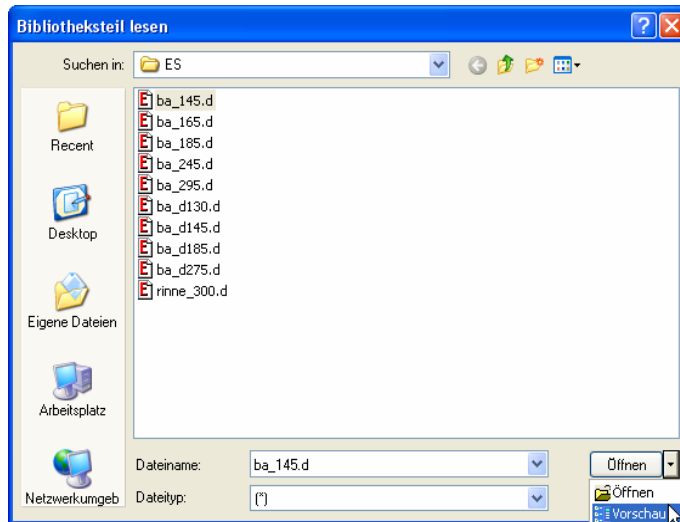 Bibliotheksteil lesen
Suchen in: ES
ba_145.d
ba_165.d
ba_185.d
ba_245.d
ba_295.d
ba_d130.d
ba_d145.d
ba_d185.d
ba_d275.d
rinne_300.d
Recent
Desktop
Eigene Dateien
Arbeitsplatz
Netzwerkumgeb
Dateiname: ba_145.d Öffnen
Dateityp: (*)
Öffnen
Vorschau